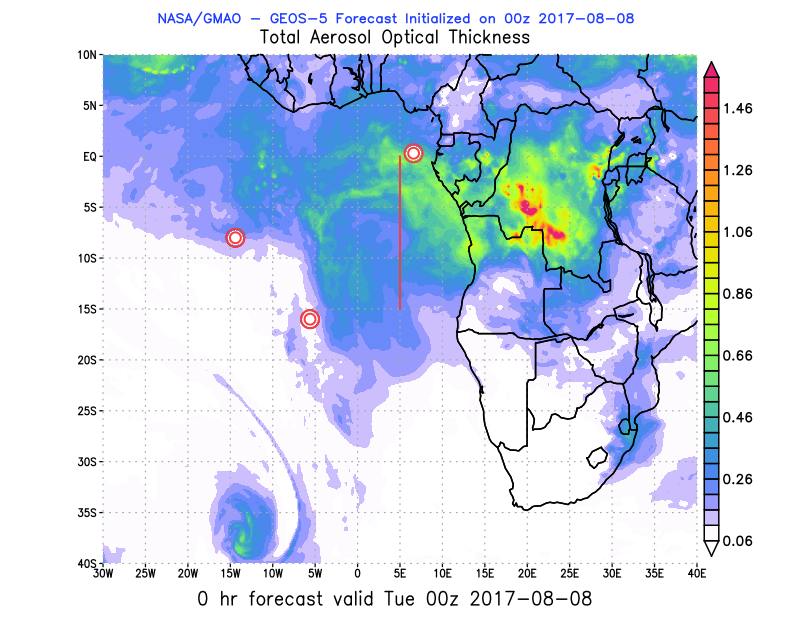 NASA/GMAO - GEOS-5 Forecast Initialized on 00z 2017-08-08
Total Aerosol Optical Thickness
10N
5N
EQ
5S
10S
15S
20S
25S
30S
35S
40S
30W 25W 20W 15W 10W 5W 0 5E 10E 15E 20E 25E 30E 35E 40E
1.46
1.26
1.06
0.86
0.66
0.46
0.26
0.06
0 hr forecast valid Tue 00z 2017-08-08